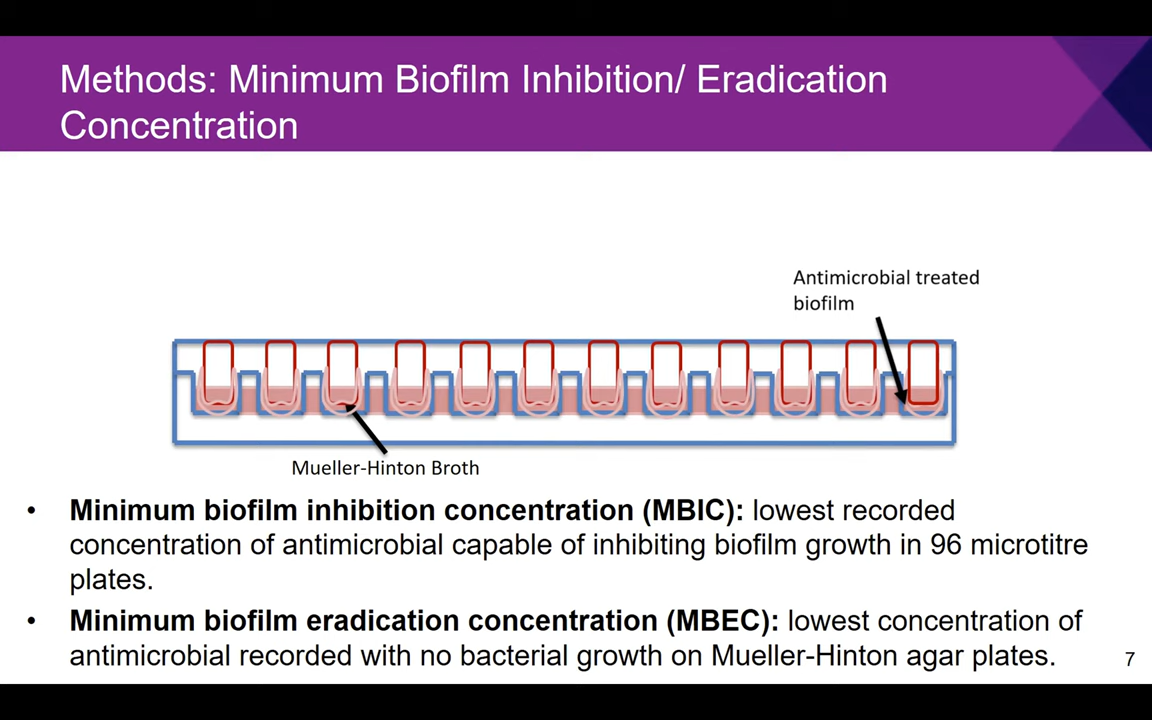 Methods: Minimum Biofilm Inhibition/ Eradication
Concentration
Antimicrobial treated
biofilm
Mueller-Hinton Broth
• Minimum biofilm inhibition concentration (MBIC): lowest recorded
concentration of antimicrobial capable of inhibiting biofilm growth in 96 microtitre
plates.
• Minimum biofilm eradication concentration (MBEC): lowest concentration of
antimicrobial recorded with no bacterial growth on Mueller-Hinton agar plates.
7